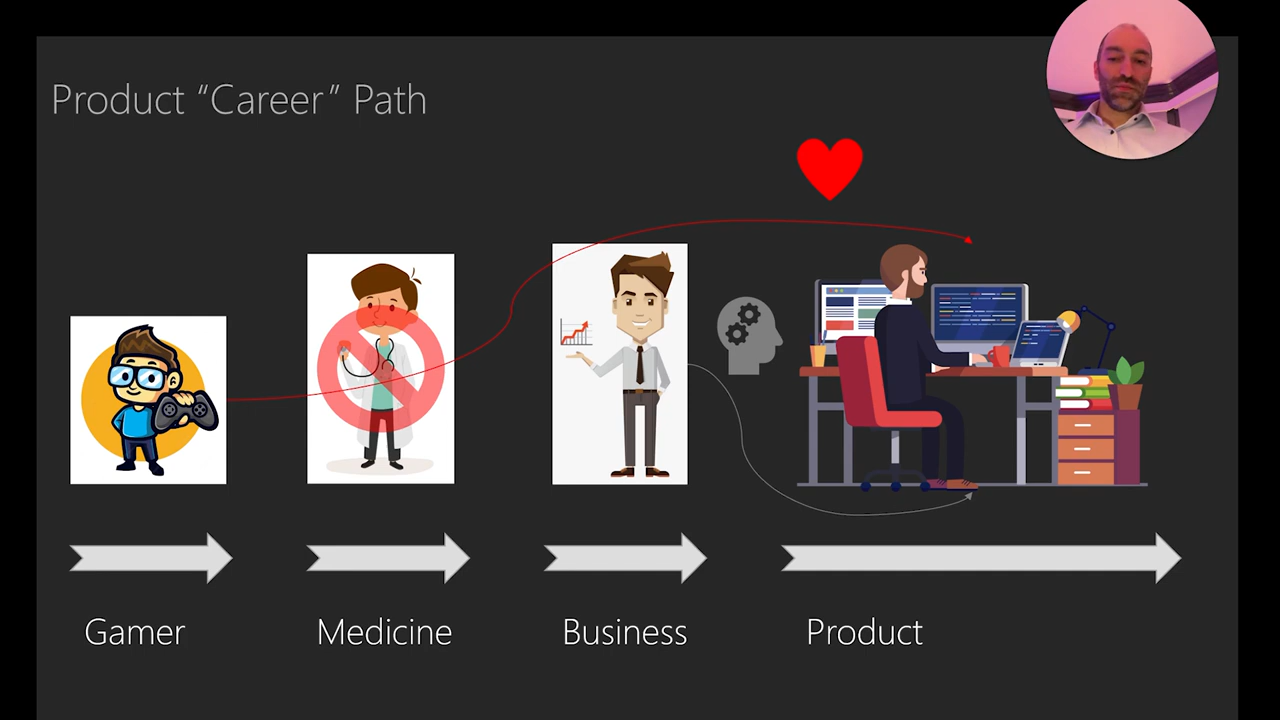 Product “Career” Path
Gamer
Medicine
Business
Product